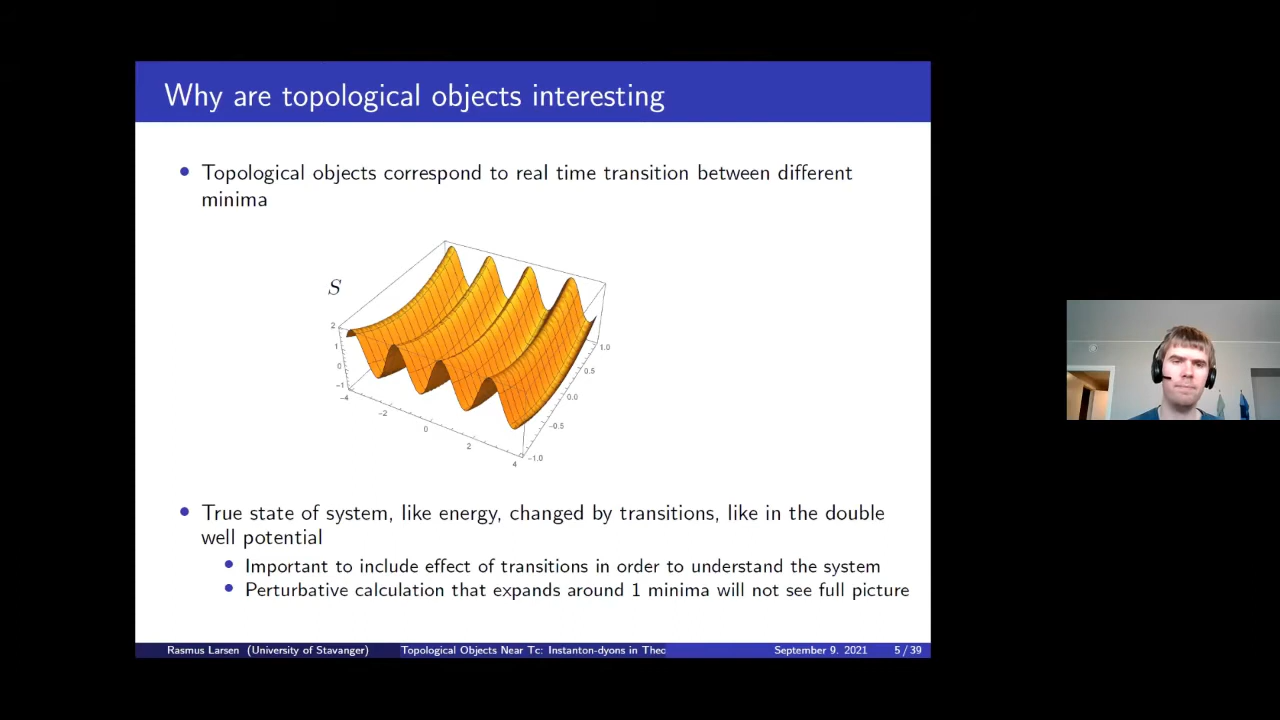 Why are topological objects interesting
Topological objects correspond to real time transition between different
minima
S
2
1
0
-1
-4
-2
0
2
4
1.0
0.5
0.0
-0.5
-1.0
True state of system, like energy, changed by transitions, like in the double
well potential
Important to include effect of transitions in order to understand the system
Perturbative calculation that expands around 1 minima will not see full picture
Rasmus Larsen (University of Stavanger) Topological Objects Near Tc: Instanton-dyons in Theo September 9, 2021 5 / 39